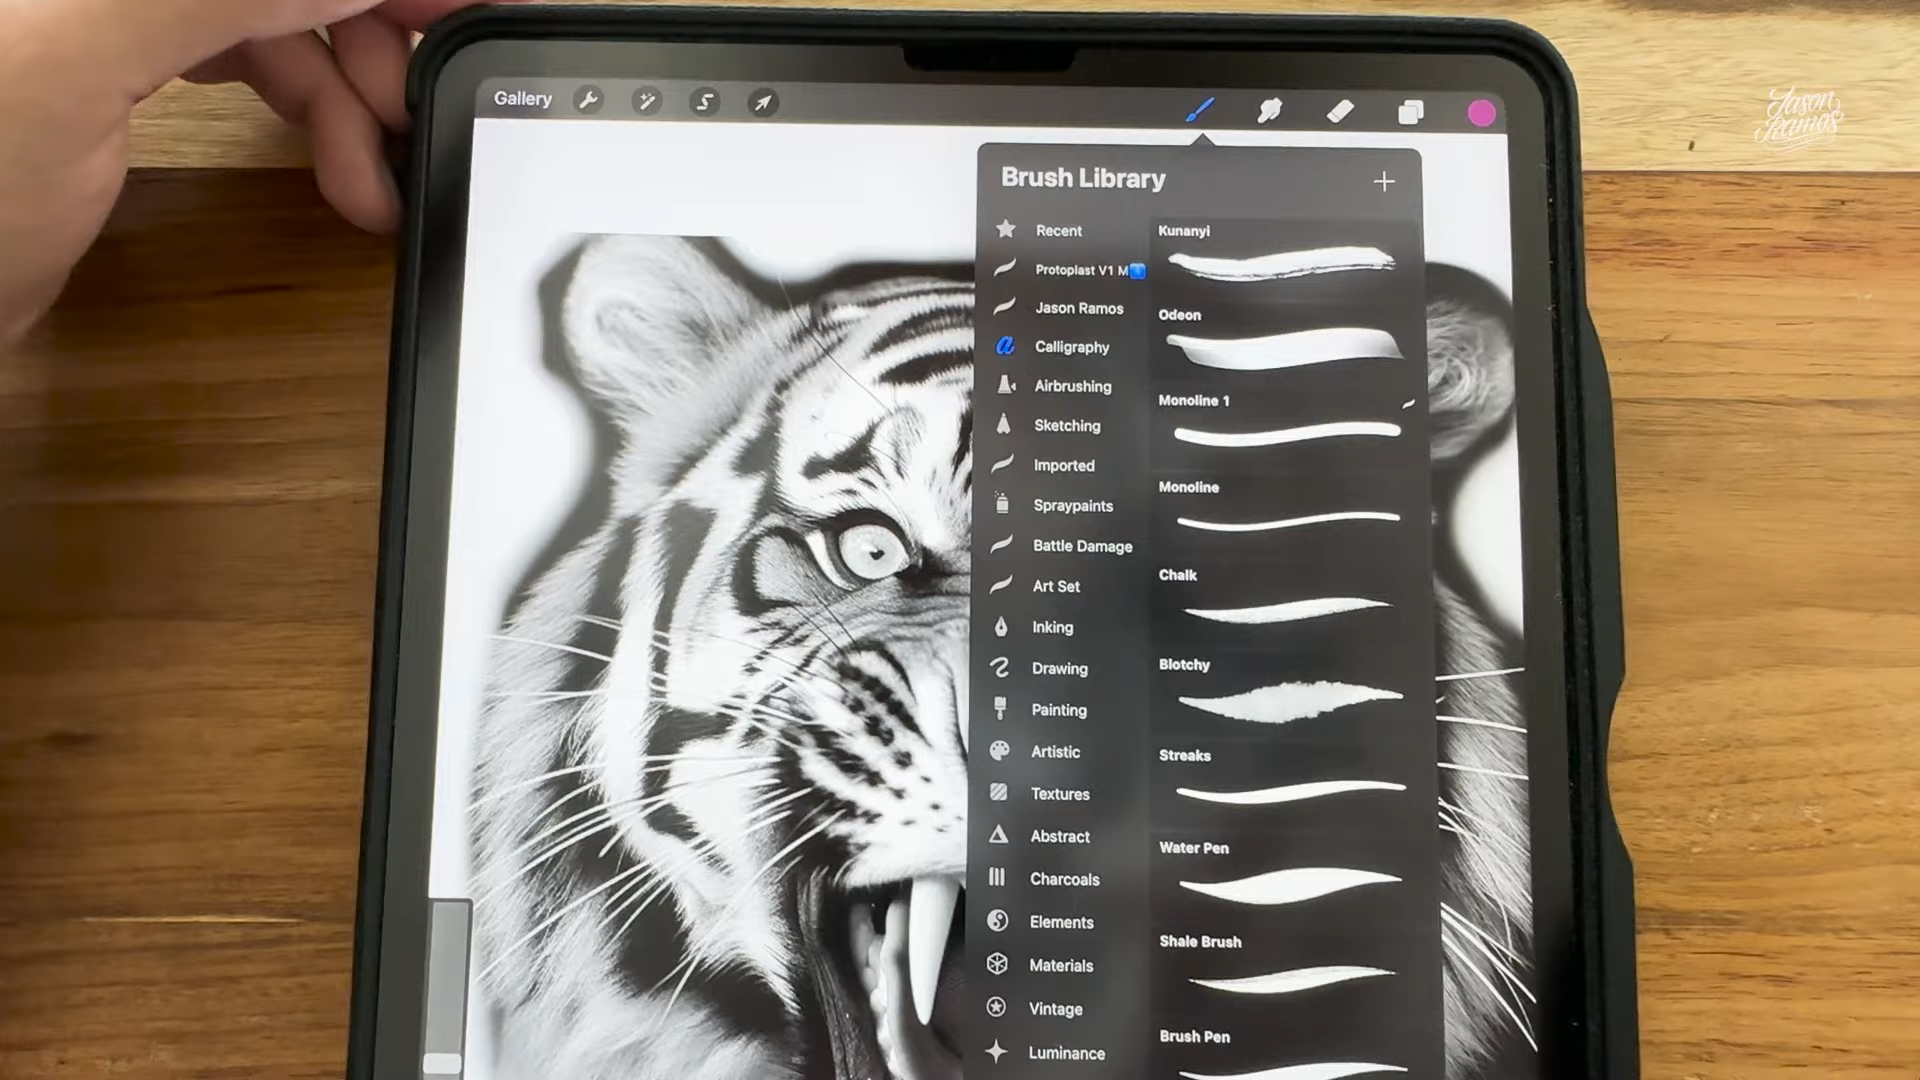 Gallery
Jason
Ramos
Brush Library
Recent
Protoplast V1 M
Jason Ramos
Calligraphy
Airbrushing
Sketching
Imported
Spraypaints
Battle Damage
Art Set
Inking
Drawing
Painting
Artistic
Textures
Abstract
Charcoals
Elements
Materials
Vintage
Luminance
Kunanyi
Odeon
Monoline 1
Monoline
Chalk
Blotchy
Streaks
Water Pen
Shale Brush
Brush Pen